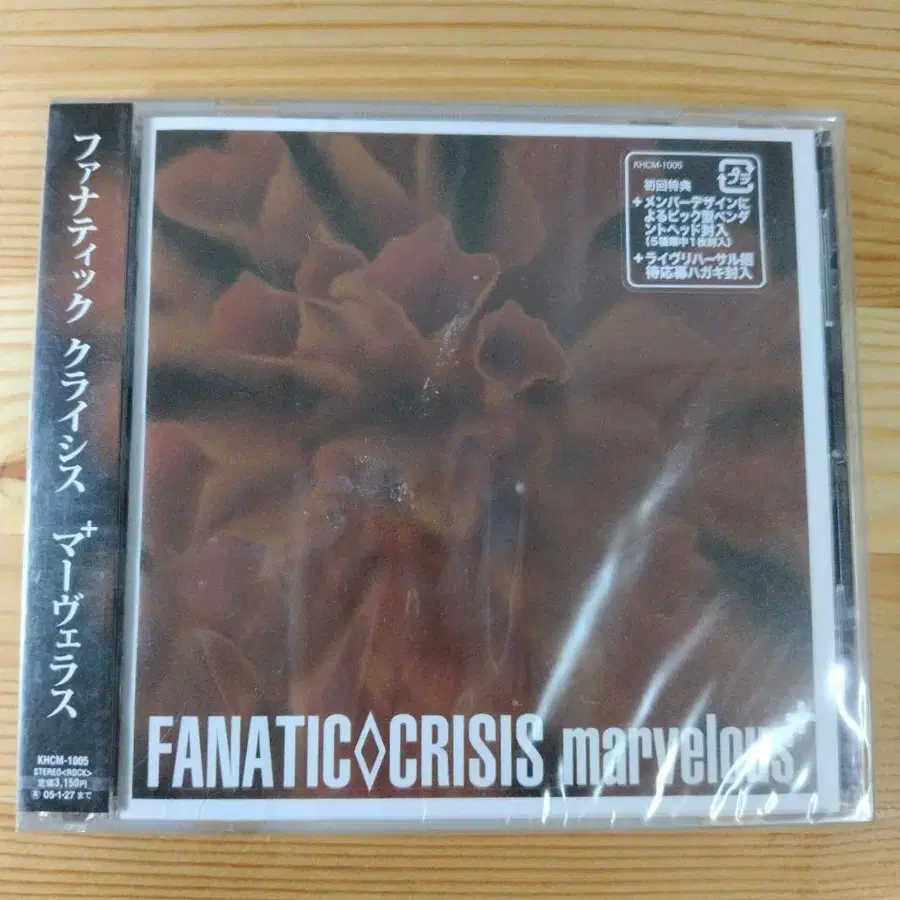 ファナティック クライシス マーヴェラス+
KHCM-1005
STEREO<ROCK>
定価3,150円
05・1・27まで
KHCM-1005
プラ
初回特典
+メンバーデザインに
よるピック型ペンダ
ントヘッド封入
(5種類中1枚封入)
+ライヴリハーサル招
待応募ハガキ封入
FANATIC◇CRISIS marvelous+